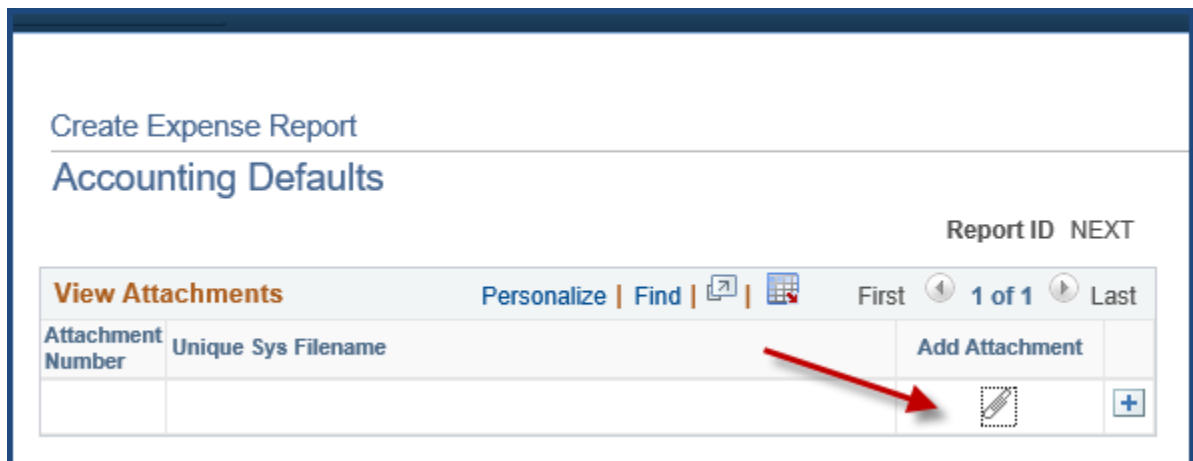 Create Expense Report
Accounting Defaults
Report ID NEXT
View Attachments Personalize | Find | | First 1 of 1 Last
Attachment Number Unique Sys Filename Add Attachment